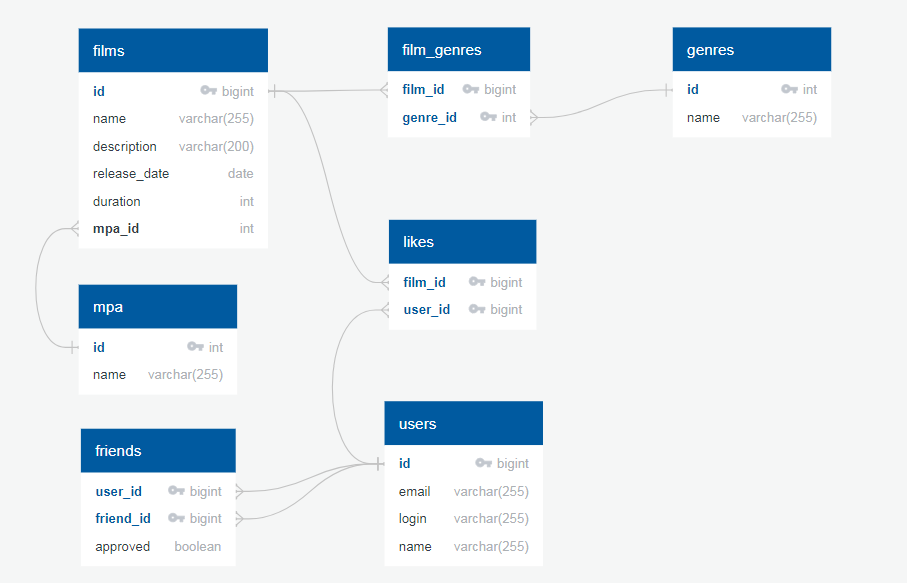 films
id bigint
name varchar(255)
description varchar(200)
release_date date
duration int
mpa_id int
film_genres
film_id bigint
genre_id int
genres
id int
name varchar(255)
likes
film_id bigint
user_id bigint
mpa
id int
name varchar(255)
friends
user_id bigint
friend_id bigint
approved boolean
users
id bigint
email varchar(255)
login varchar(255)
name varchar(255)